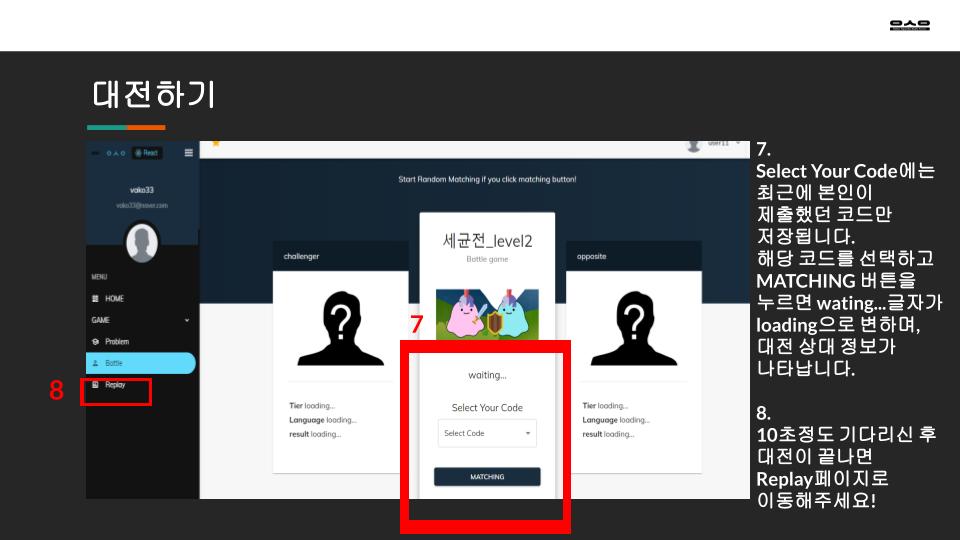 ㅇㅅㅇ
대전하기
ㅇㅅㅇ React
vako33
vako33@naver.com
MENU
HOME
GAME
Problem
Battle
Replay
8
user11
Start Random Matching if you click matching button!
challenger
Tier loading...
Language loading...
result loading...
세균전_level2
Battle game
7
waiting...
Select Your Code
Select Code
MATCHING
opposite
Tier loading...
Language loading...
result loading...
7.
Select Your Code에는
최근에 본인이
제출했던 코드만
저장됩니다.
해당 코드를 선택하고
MATCHING 버튼을
누르면 wating...글자가
loading으로 변하며,
대전 상대 정보가
나타납니다.
8.
10초정도 기다리신 후
대전이 끝나면
Replay페이지로
이동해주세요!